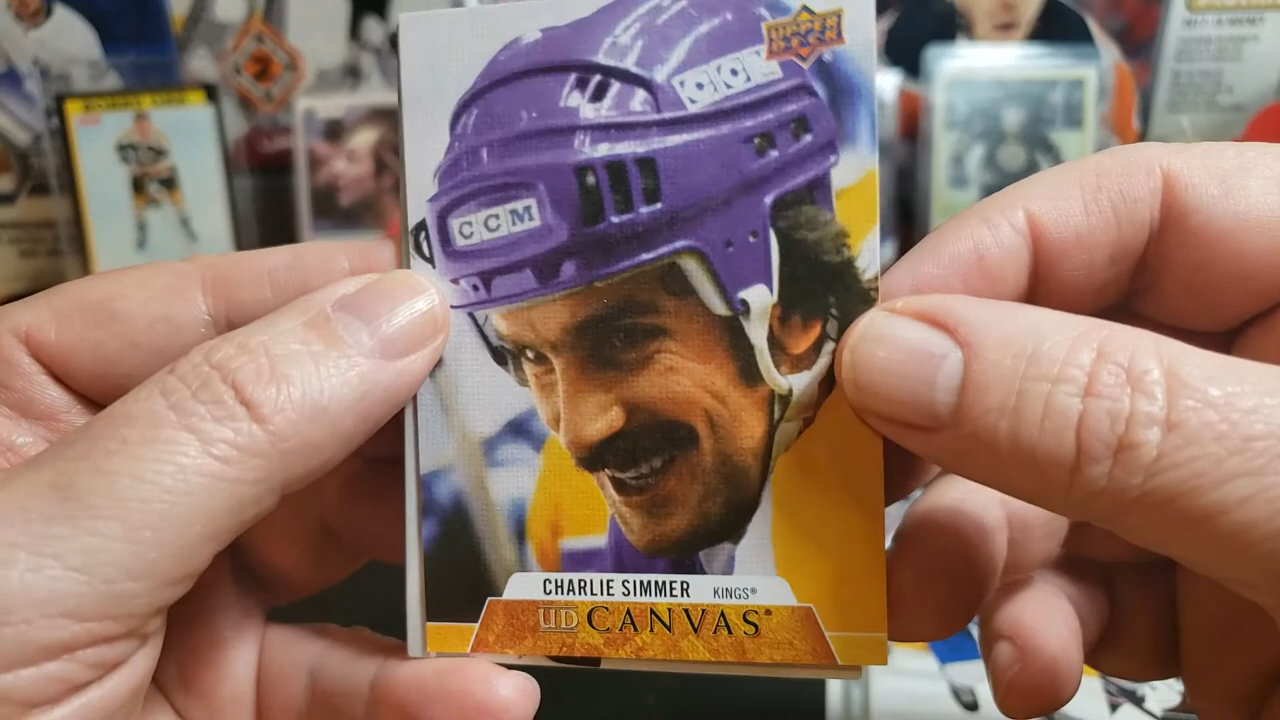 UPPER
DECK
CCM
CCM
CHARLIE SIMMER KINGS®
UD CANVAS®